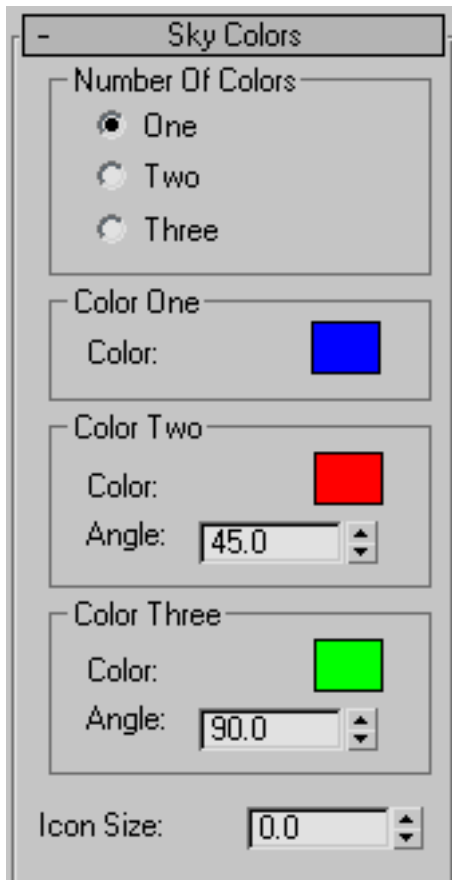 - Sky Colors
Number Of Colors
One
Two
Three
Color One
Color:
Color Two
Color:
Angle: 45.0
Color Three
Color:
Angle: 90.0
Icon Size: 0.0